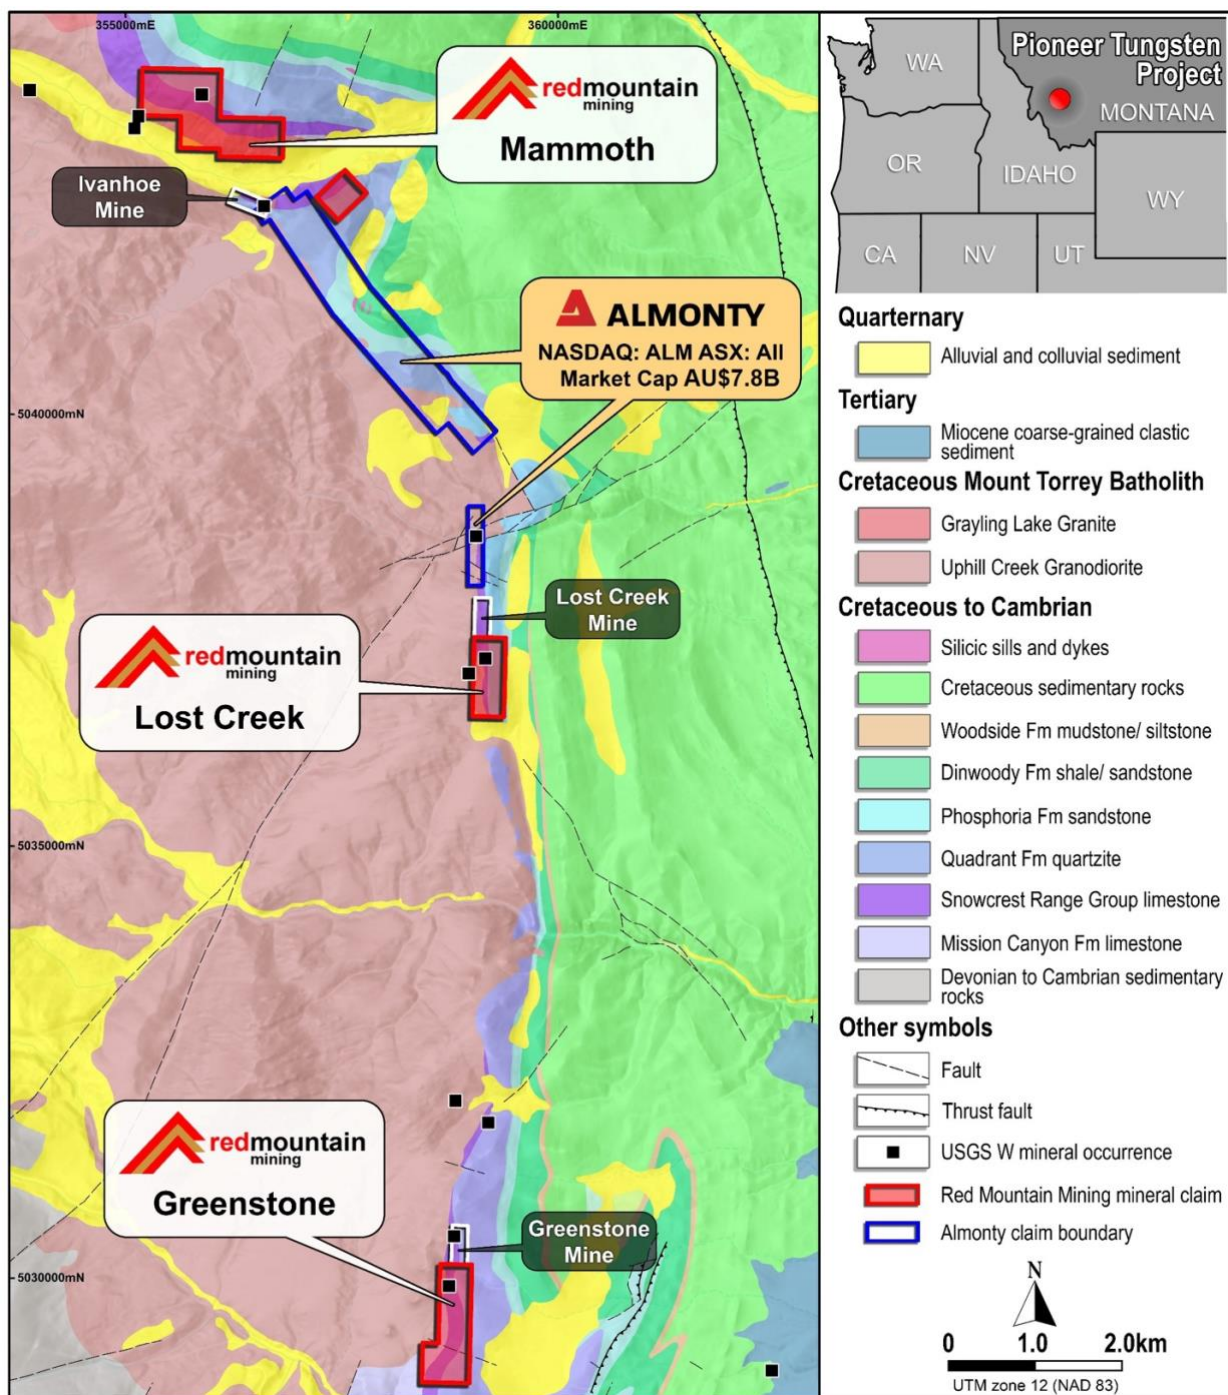 355000mE
360000mE
redmountain
mining
Mammoth
Ivanhoe
Mine
ALMONTY
NASDAQ: ALM ASX: AII
Market Cap AU$7.8B
5040000mN
Lost Creek
Mine
redmountain
mining
Lost Creek
5035000mN
redmountain
mining
Greenstone
Greenstone
Mine
5030000mN
WA
Pioneer Tungsten
Project
MONTANA
OR
IDAHO
WY
CA
NV
UT
Quarternary
Alluvial and colluvial sediment
Tertiary
Miocene coarse-grained clastic
sediment
Cretaceous Mount Torrey Batholith
Grayling Lake Granite
Uphill Creek Granodiorite
Cretaceous to Cambrian
Silicic sills and dykes
Cretaceous sedimentary rocks
Woodside Fm mudstone/ siltstone
Dinwoody Fm shale/ sandstone
Phosphoria Fm sandstone
Quadrant Fm quartzite
Snowcrest Range Group limestone
Mission Canyon Fm limestone
Devonian to Cambrian sedimentary
rocks
Other symbols
Fault
Thrust fault
USGS W mineral occurrence
Red Mountain Mining mineral claim
Almonty claim boundary
N
0 1.0 2.0km
UTM zone 12 (NAD 83)